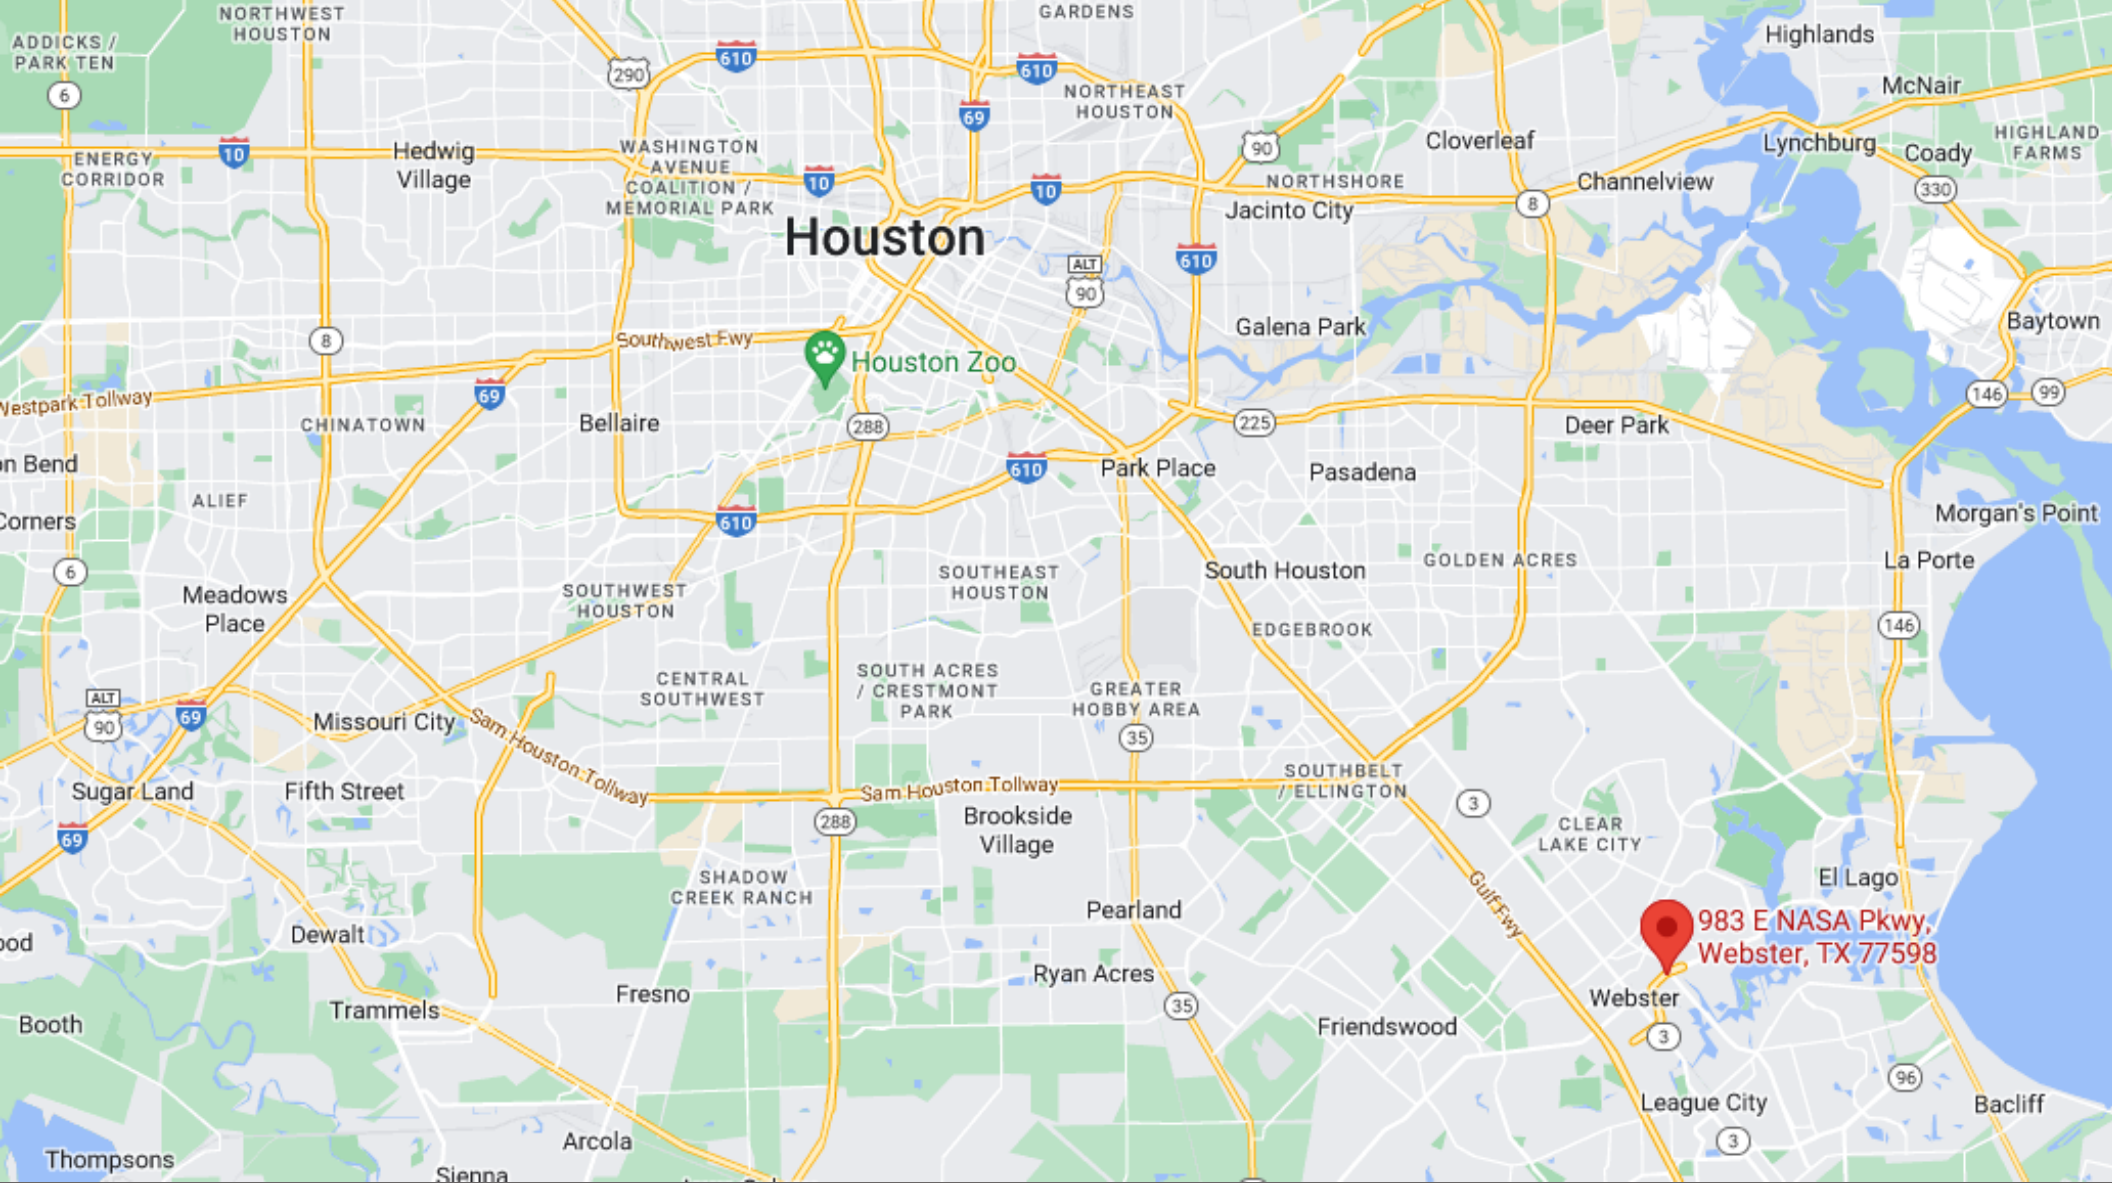 NORTHWEST
HOUSTON
GARDENS
Highlands
ADDICKS /
PARK TEN
290
610
610
McNair
6
69
NORTHEAST
HOUSTON
90
Cloverleaf
Lynchburg
HIGHLAND
FARMS
ENERGY
CORRIDOR
10
Hedwig
Village
WASHINGTON
AVENUE
COALITION /
MEMORIAL PARK
10
10
NORTHSHORE
Jacinto City
8
Channelview
Coady
330
Houston
ALT
90
610
8
Southwest Fwy
Houston Zoo
Galena Park
Baytown
Westpark Tollway
69
CHINATOWN
Bellaire
288
225
Deer Park
146
99
on Bend
610
Park Place
Pasadena
ALIEF
Corners
610
Morgan's Point
6
Meadows
Place
SOUTHWEST
HOUSTON
SOUTHEAST
HOUSTON
South Houston
GOLDEN ACRES
La Porte
EDGEBROOK
146
ALT
90
69
Missouri City
CENTRAL
SOUTHWEST
SOUTH ACRES
/ CRESTMONT
PARK
GREATER
HOBBY AREA
35
Sam Houston Tollway
Sugar Land
Fifth Street
Sam Houston Tollway
SOUTHBELT
/ ELLINGTON
3
69
288
Brookside
Village
CLEAR
LAKE CITY
SHADOW
CREEK RANCH
Gulf Fwy
El Lago
Pearland
983 E NASA Pkwy,
Webster, TX 77598
ood
Dewalt
Ryan Acres
Fresno
Webster
Trammels
35
Booth
Friendswood
3
96
League City
Bacliff
Arcola
3
Thompsons
Sienna